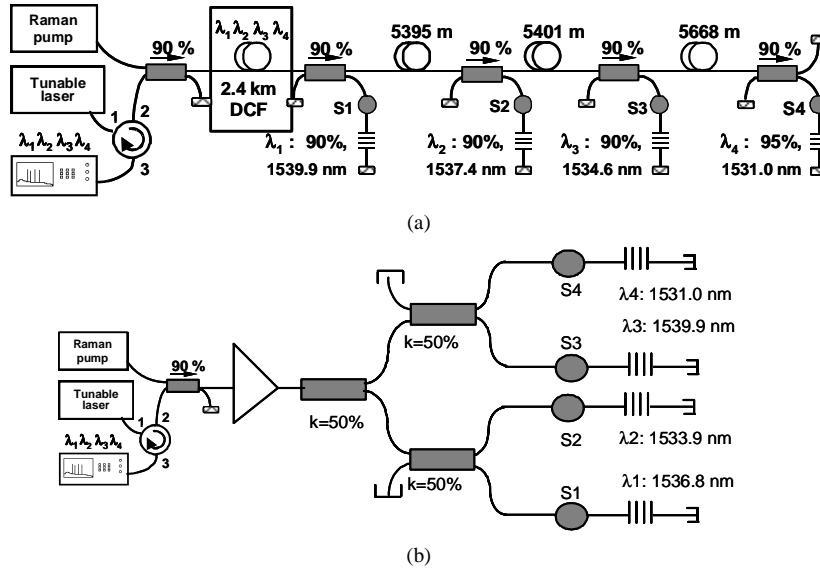 Raman
pump
Tunable
laser
1
2
3
λ1λ2 λ3 λ4
90 %
λ1 λ2 λ3 λ4
2.4 km
DCF
90 %
S1
λ1 : 90%,
1539.9 nm
5395 m
90 %
S2
λ2: 90%,
1537.4 nm
5401 m
90 %
S3
λ3: 90%,
1534.6 nm
5668 m
90%
S4
λ4: 95%,
1531.0 nm
(a)
Raman
pump
Tunable
laser
1
2
3
λ1 λ2 λ3 λ4
90 %
k=50%
k=50%
k=50%
S4
λ4: 1531.0 nm
λ3: 1539.9 nm
S3
S2
λ2: 1533.9 nm
λ1: 1536.8 nm
S1
(b)